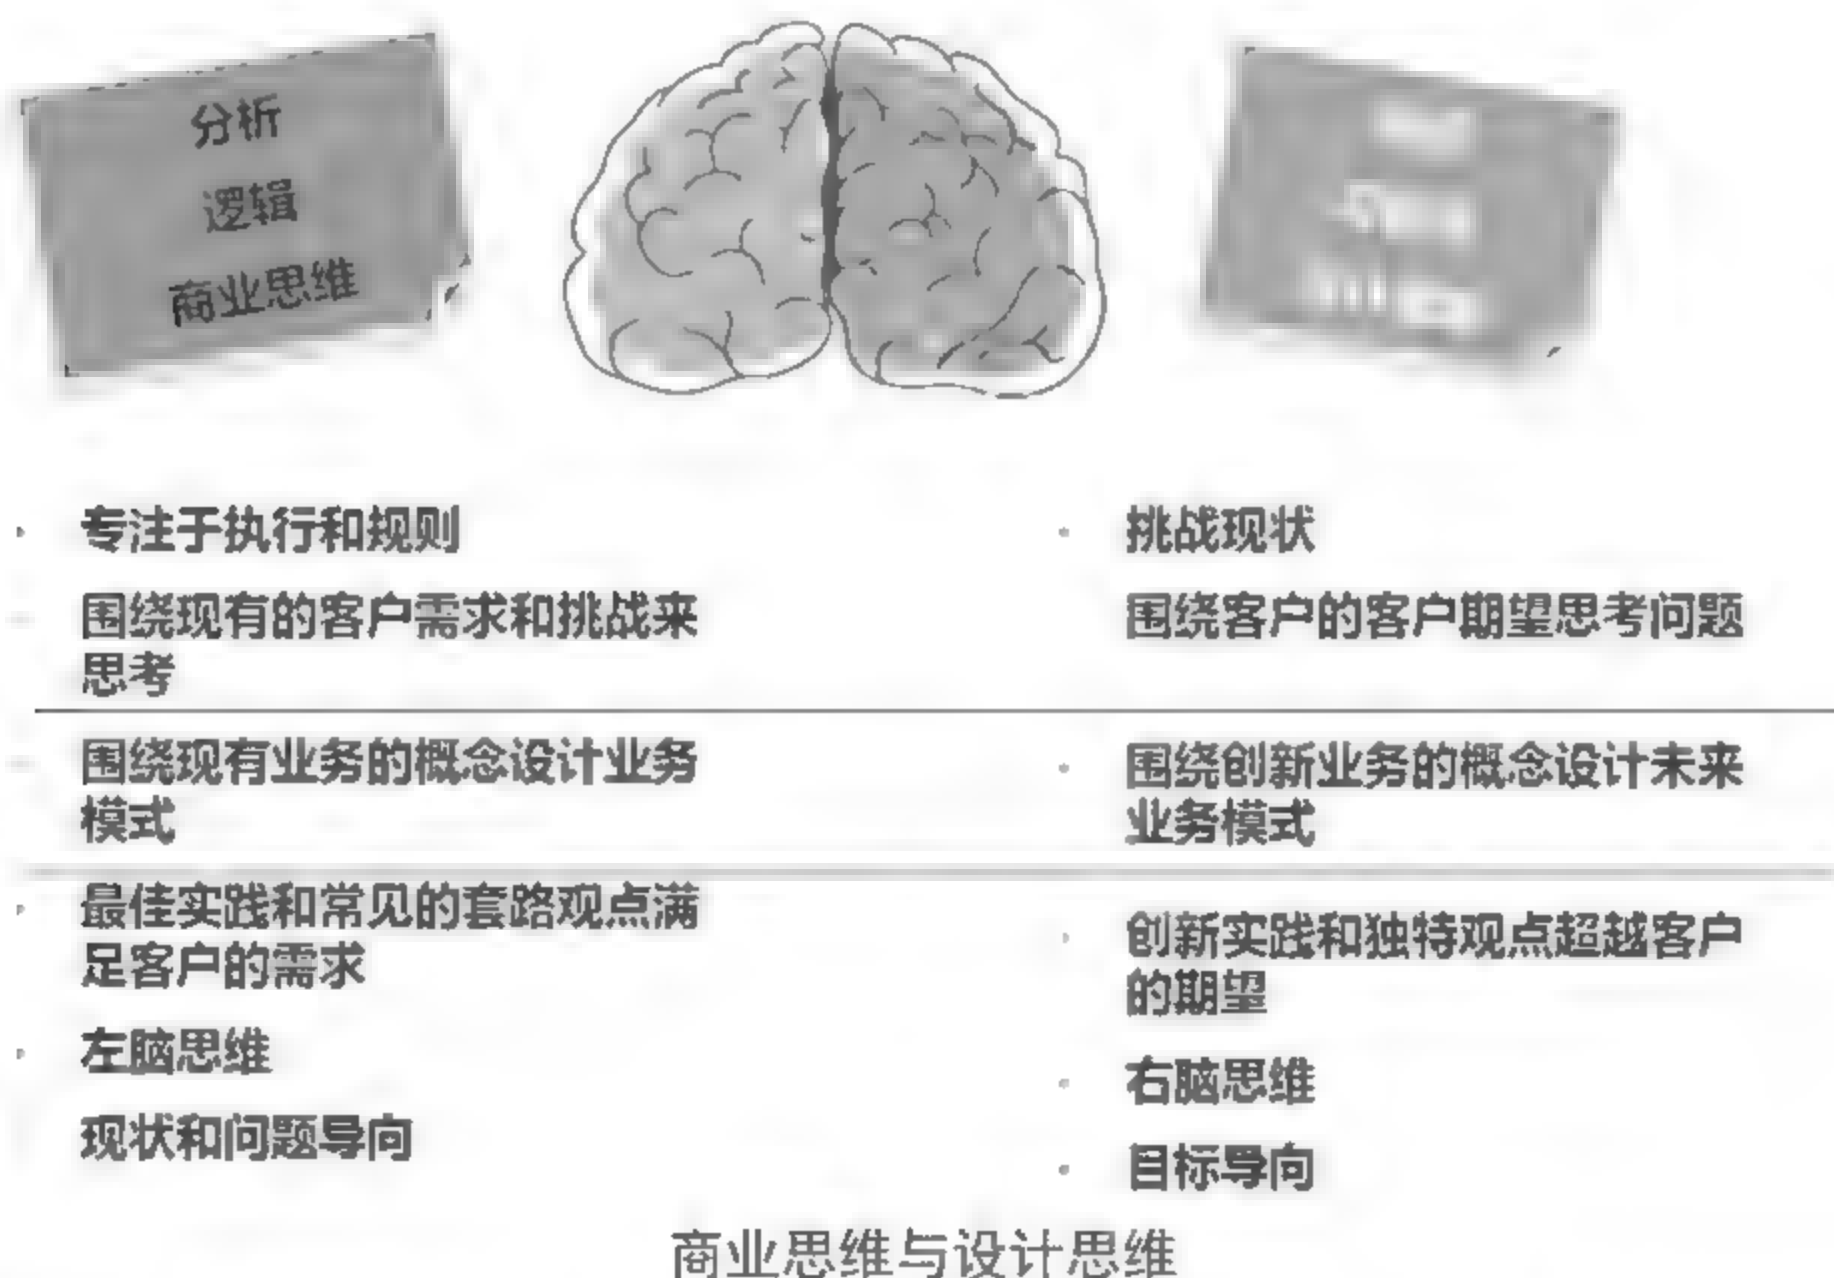 分析
逻辑
商业思维
专注于执行和规则
围绕现有的客户需求和挑战来
思考
围绕现有业务的概念设计业务
模式
最佳实践和常见的套路观点满
足客户的需求
左脑思维
现状和问题导向
挑战现状
围绕客户的客户期望思考问题
围绕创新业务的概念设计未来
业务模式
创新实践和独特观点超越客户
的期望
右脑思维
目标导向
商业思维与设计思维